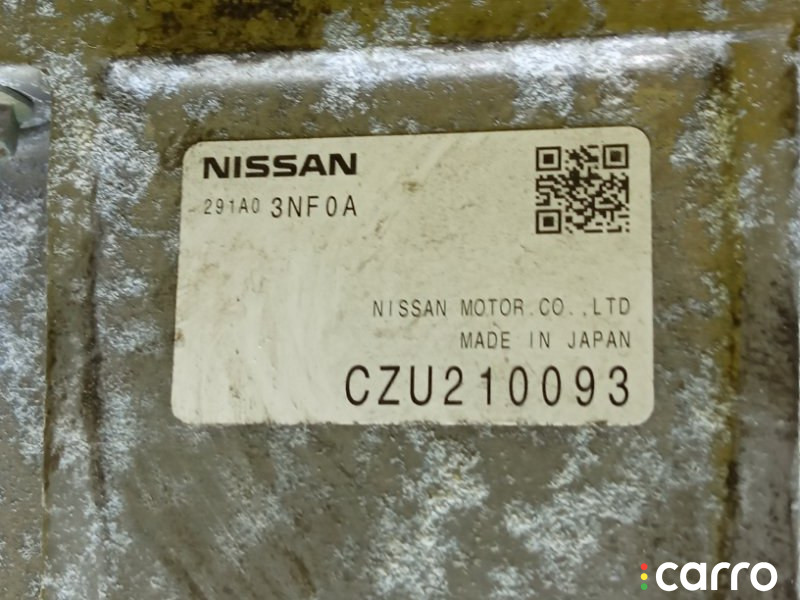 NISSAN
291A0 3NF0A
NISSAN MOTOR.CO.,LTD
MADE IN JAPAN
CZU210093
carro